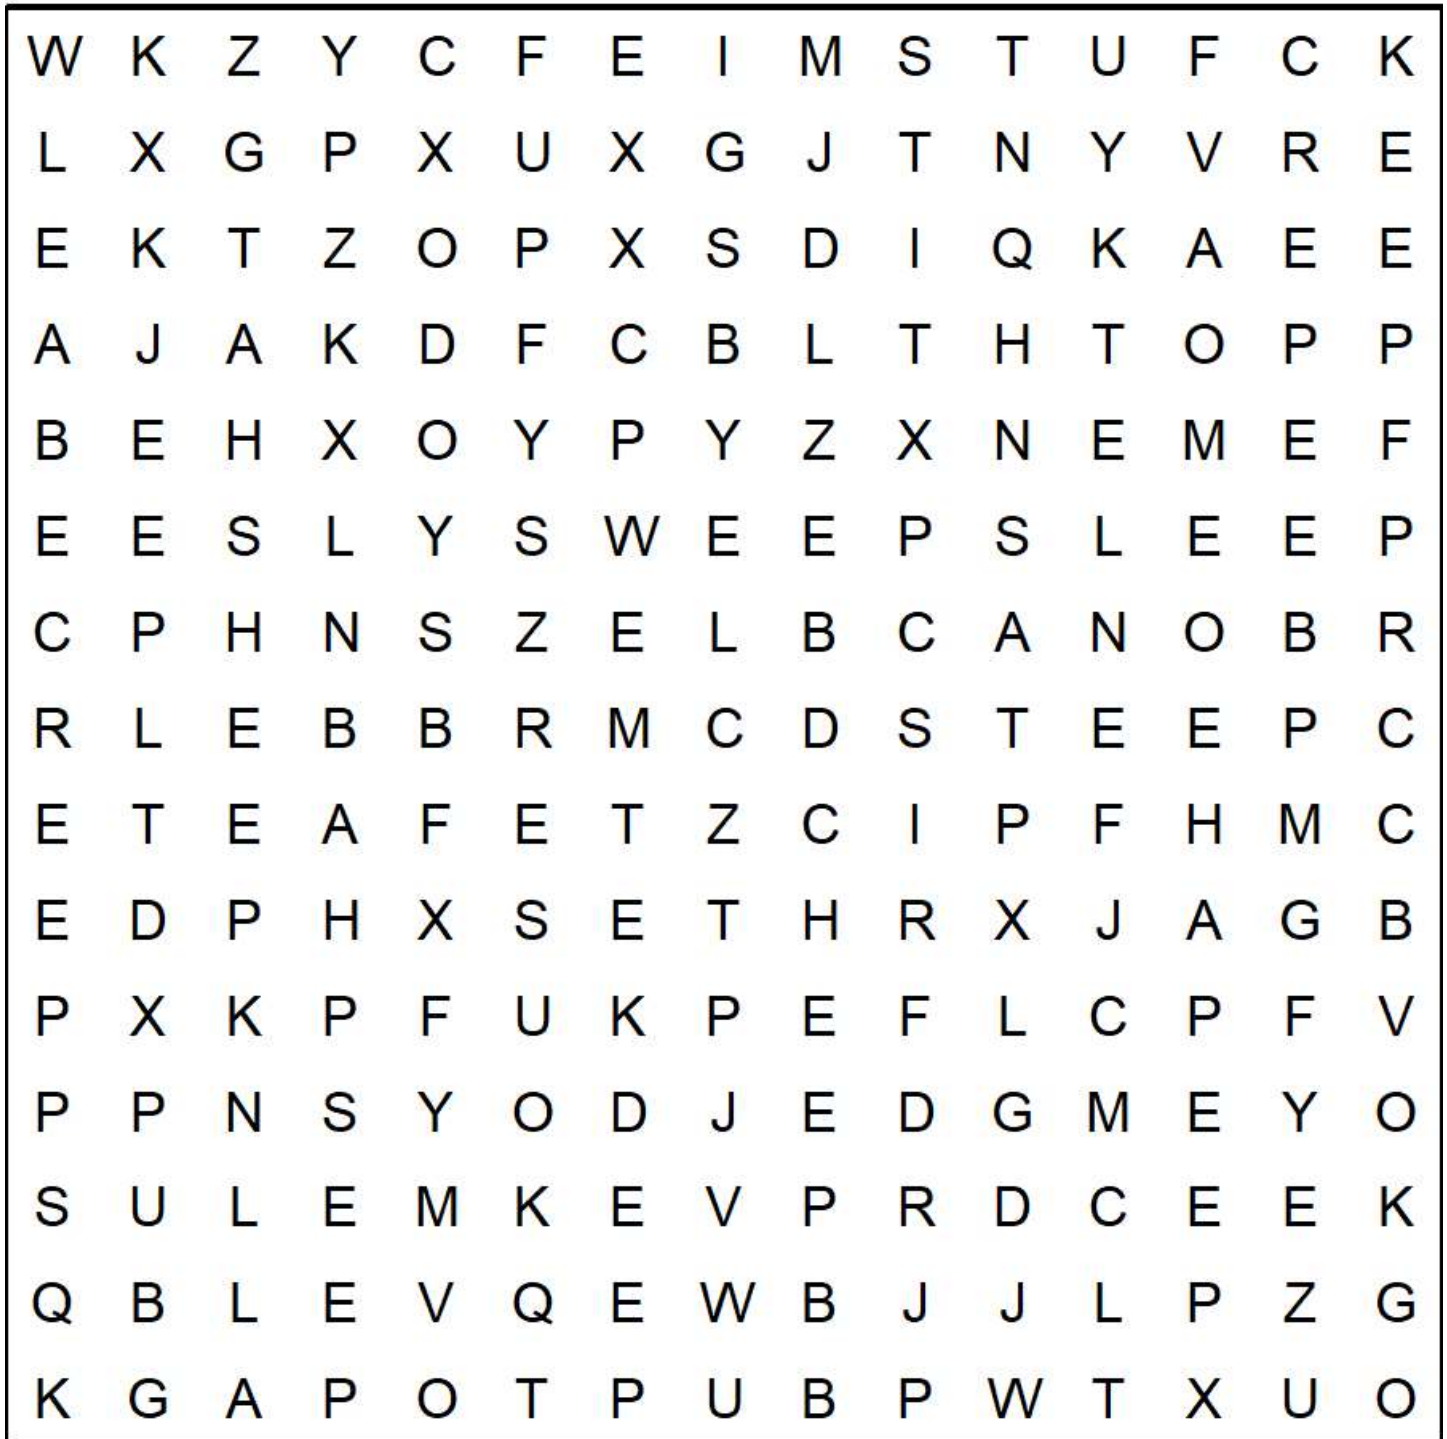 W K Z Y C F E I M S T U F C K
L X G P X U X G J T N Y V R E
E K T Z O P X S D I Q K A E E
A J A K D F C B L T H T O P P
B E H X O Y P Y Z X N E M E F
E E S L Y S W E E P S L E E P
C P H N S Z E L B C A N O B R
R L E B B R M C D S T E E P C
E T E A F E T Z C I P F H M C
E D P H X S E T H R X J A G B
P X K P F U K P E F L C P F V
P P N S Y O D J E D G M E Y O
S U L E M K E V P R D C E E K
Q B L E V Q E W B J J L P Z G
K G A P O T P U B P W T X U O